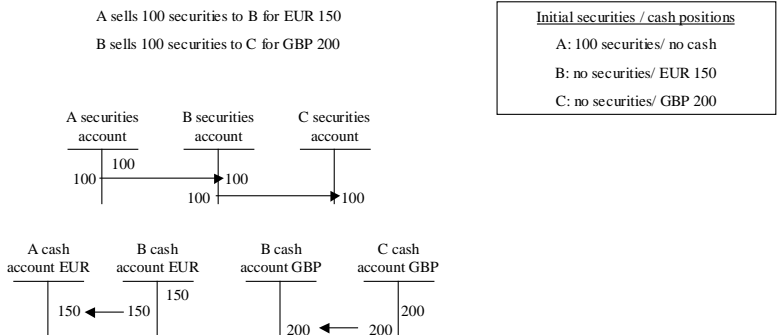 A sells 100 securities to B for EUR 150
B sells 100 securities to C for GBP 200
Initial securities / cash positions
A: 100 securities/ no cash
B: no securities/ EUR 150
C: no securities/ GBP 200
A securities account
B securities account
C securities account
100
100 100
100 100
A cash account EUR
B cash account EUR
B cash account GBP
C cash account GBP
150
150 150 200
200 200